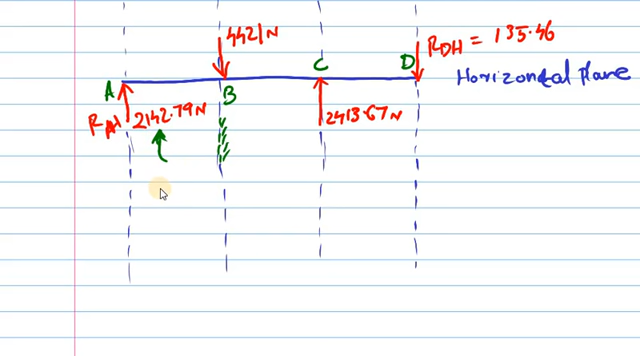 4421N
A B C D
R_DH = 135.46
Horizontal Plane
R_AH 2142.79N
2413.67N